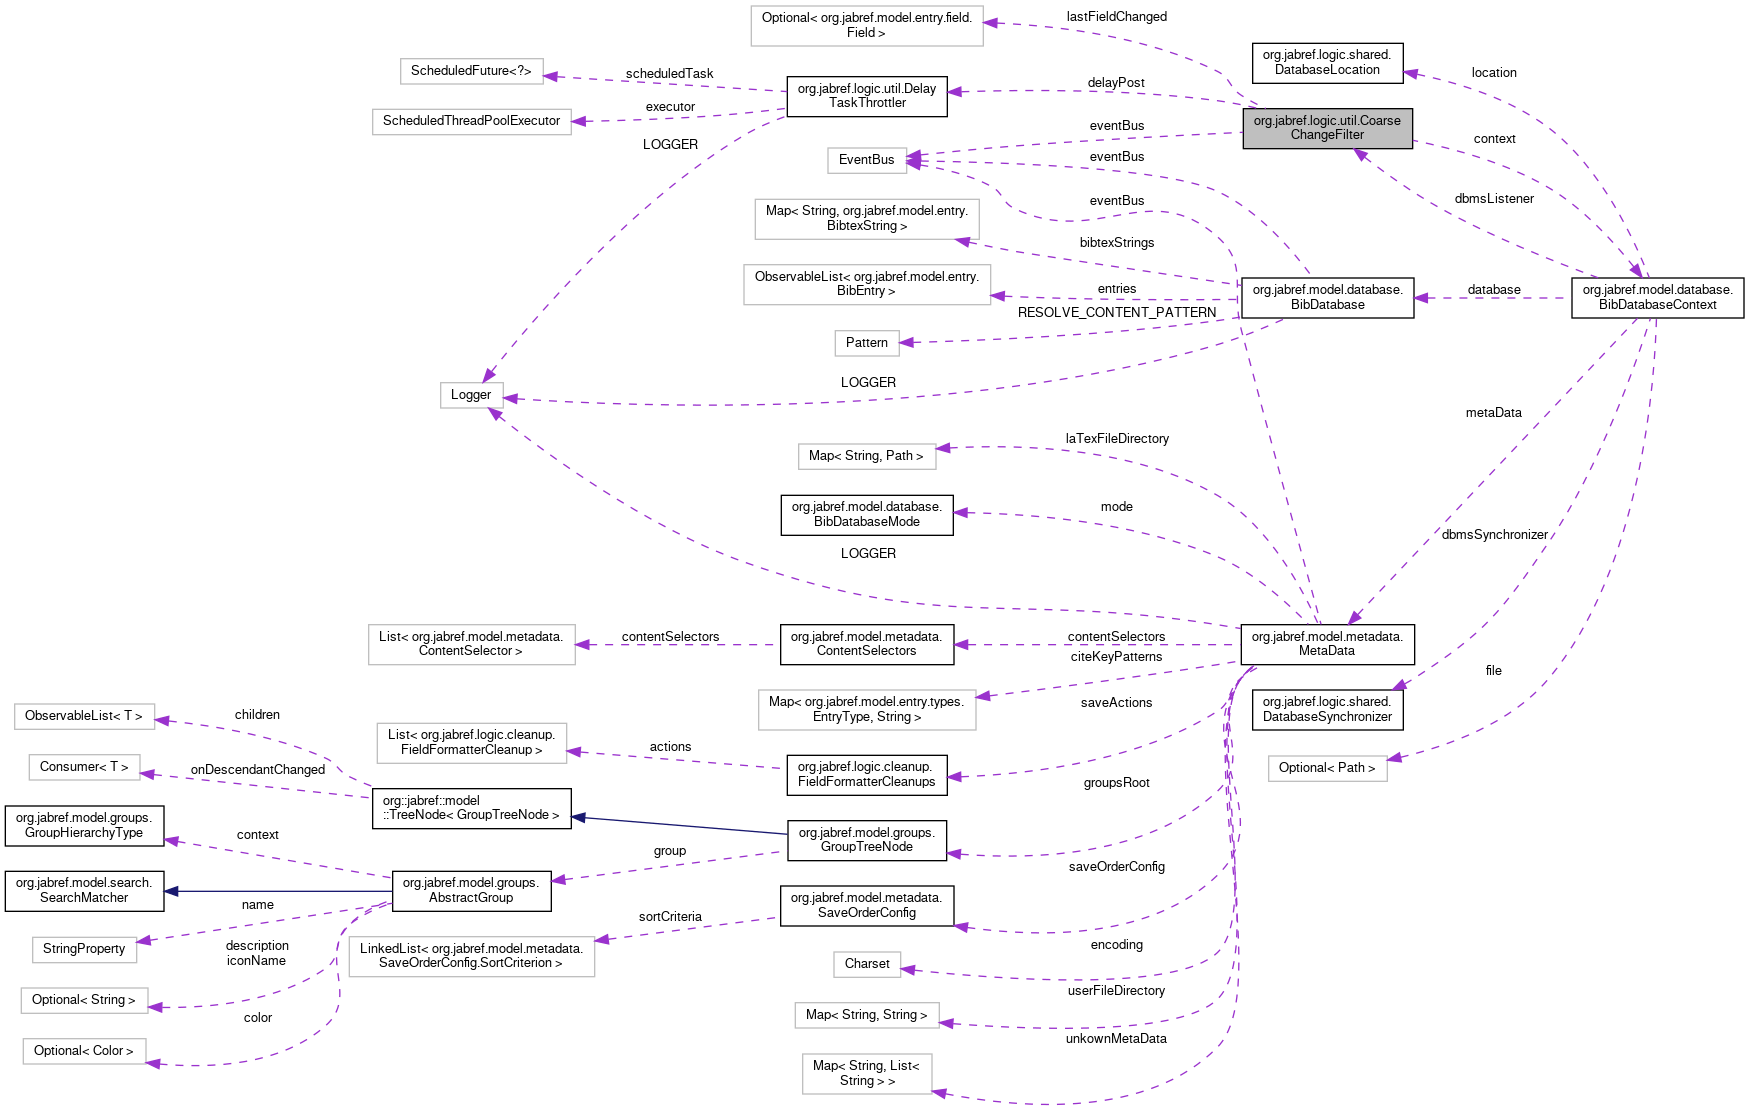 Optional< org.jabref.model.entry.field.
Field >
lastFieldChanged
org.jabref.logic.shared.
DatabaseLocation
location
ScheduledFuture<?>
scheduledTask
org.jabref.logic.util.Delay
TaskThrottler
delayPost
executor
ScheduledThreadPoolExecutor
org.jabref.logic.util.Coarse
ChangeFilter
eventBus
context
LOGGER
EventBus
eventBus
eventBus
dbmsListener
Map< String, org.jabref.model.entry.
BibtexString >
bibtexStrings
ObservableList< org.jabref.model.entry.
BibEntry >
entries
org.jabref.model.database.
BibDatabase
database
org.jabref.model.database.
BibDatabaseContext
RESOLVE_CONTENT_PATTERN
Pattern
Logger
LOGGER
metaData
laTexFileDirectory
Map< String, Path >
org.jabref.model.database.
BibDatabaseMode
mode
dbmsSynchronizer
LOGGER
List< org.jabref.model.metadata.
ContentSelector >
contentSelectors
org.jabref.model.metadata.
ContentSelectors
contentSelectors
org.jabref.model.metadata.
MetaData
citeKeyPatterns
file
Map< org.jabref.model.entry.types.
EntryType, String >
saveActions
org.jabref.logic.shared.
DatabaseSynchronizer
ObservableList< T >
children
List< org.jabref.logic.cleanup.
FieldFormatterCleanup >
actions
org.jabref.logic.cleanup.
FieldFormatterCleanups
Optional< Path >
Consumer< T >
onDescendantChanged
groupsRoot
org::jabref::model
::TreeNode< GroupTreeNode >
org.jabref.model.groups.
GroupHierarchyType
context
org.jabref.model.groups.
GroupTreeNode
group
saveOrderConfig
org.jabref.model.search.
SearchMatcher
org.jabref.model.groups.
AbstractGroup
name
org.jabref.model.metadata.
SaveOrderConfig
sortCriteria
StringProperty
description
iconName
LinkedList< org.jabref.model.metadata.
SaveOrderConfig.SortCriterion >
encoding
Charset
Optional< String >
userFileDirectory
Map< String, String >
color
Optional< Color >
unkownMetaData
Map< String, List<
String > >